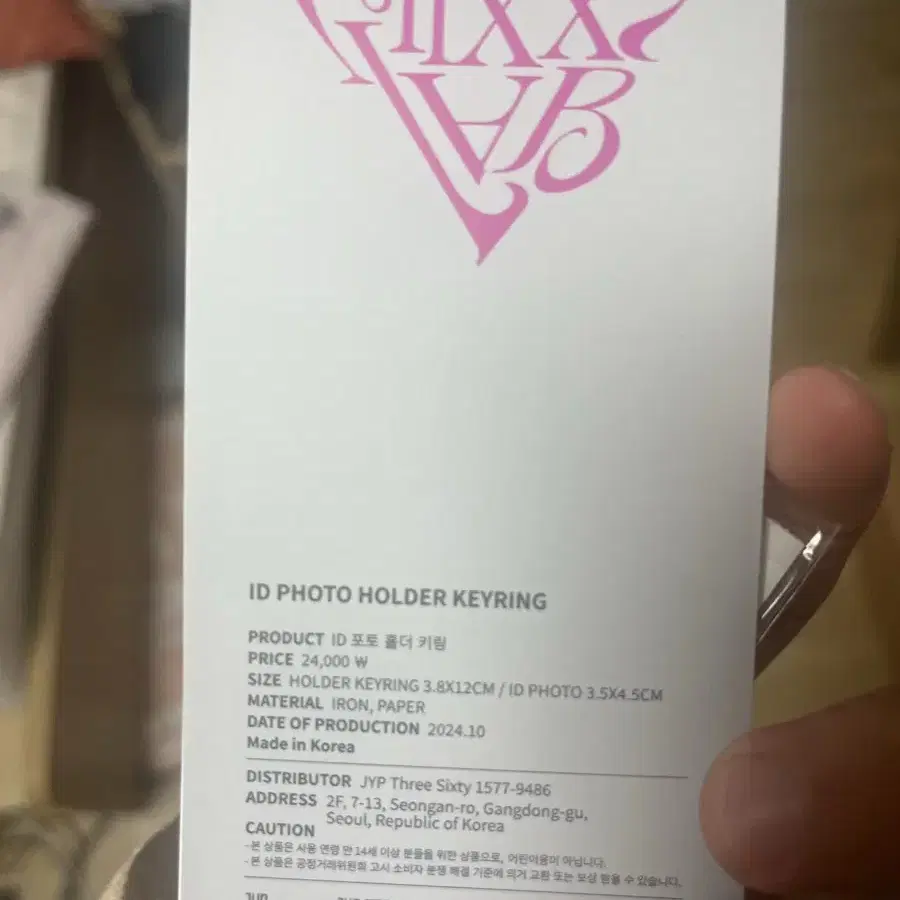 LAB
ID PHOTO HOLDER KEYRING
PRODUCT ID 포토 홀더 키링
PRICE 24,000 ₩
SIZE HOLDER KEYRING 3.8X12CM / ID PHOTO 3.5X4.5CM
MATERIAL IRON, PAPER
DATE OF PRODUCTION 2024.10
Made in Korea
DISTRIBUTOR JYP Three Sixty 1577-9486
ADDRESS 2F, 7-13, Seongan-ro, Gangdong-gu,
Seoul, Republic of Korea
CAUTION
-본 상품은 사용 연령 만 14세 이상 분들을 위한 상품으로, 어린이용이 아닙니다.
-본 상품은 공정거래위원회 고시 소비자 분쟁 해결 기준에 의거 교환 또는 보상 받을 수 있습니다.